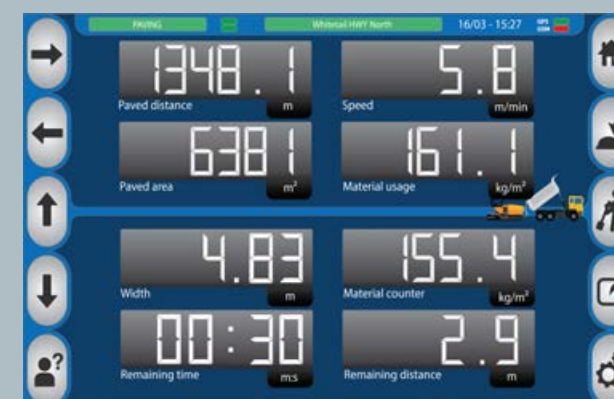 PAVING Whitetail HWY North 16/03 - 15:27 GPS
GSM
1348.1 5.8
Paved distance m Speed m/min
6381 161.1
Paved area m² Material usage kg/m²
4.83 155.4
Width m Material counter kg/m²
00:30 2.9
Remaining time m:s Remaining distance m
?